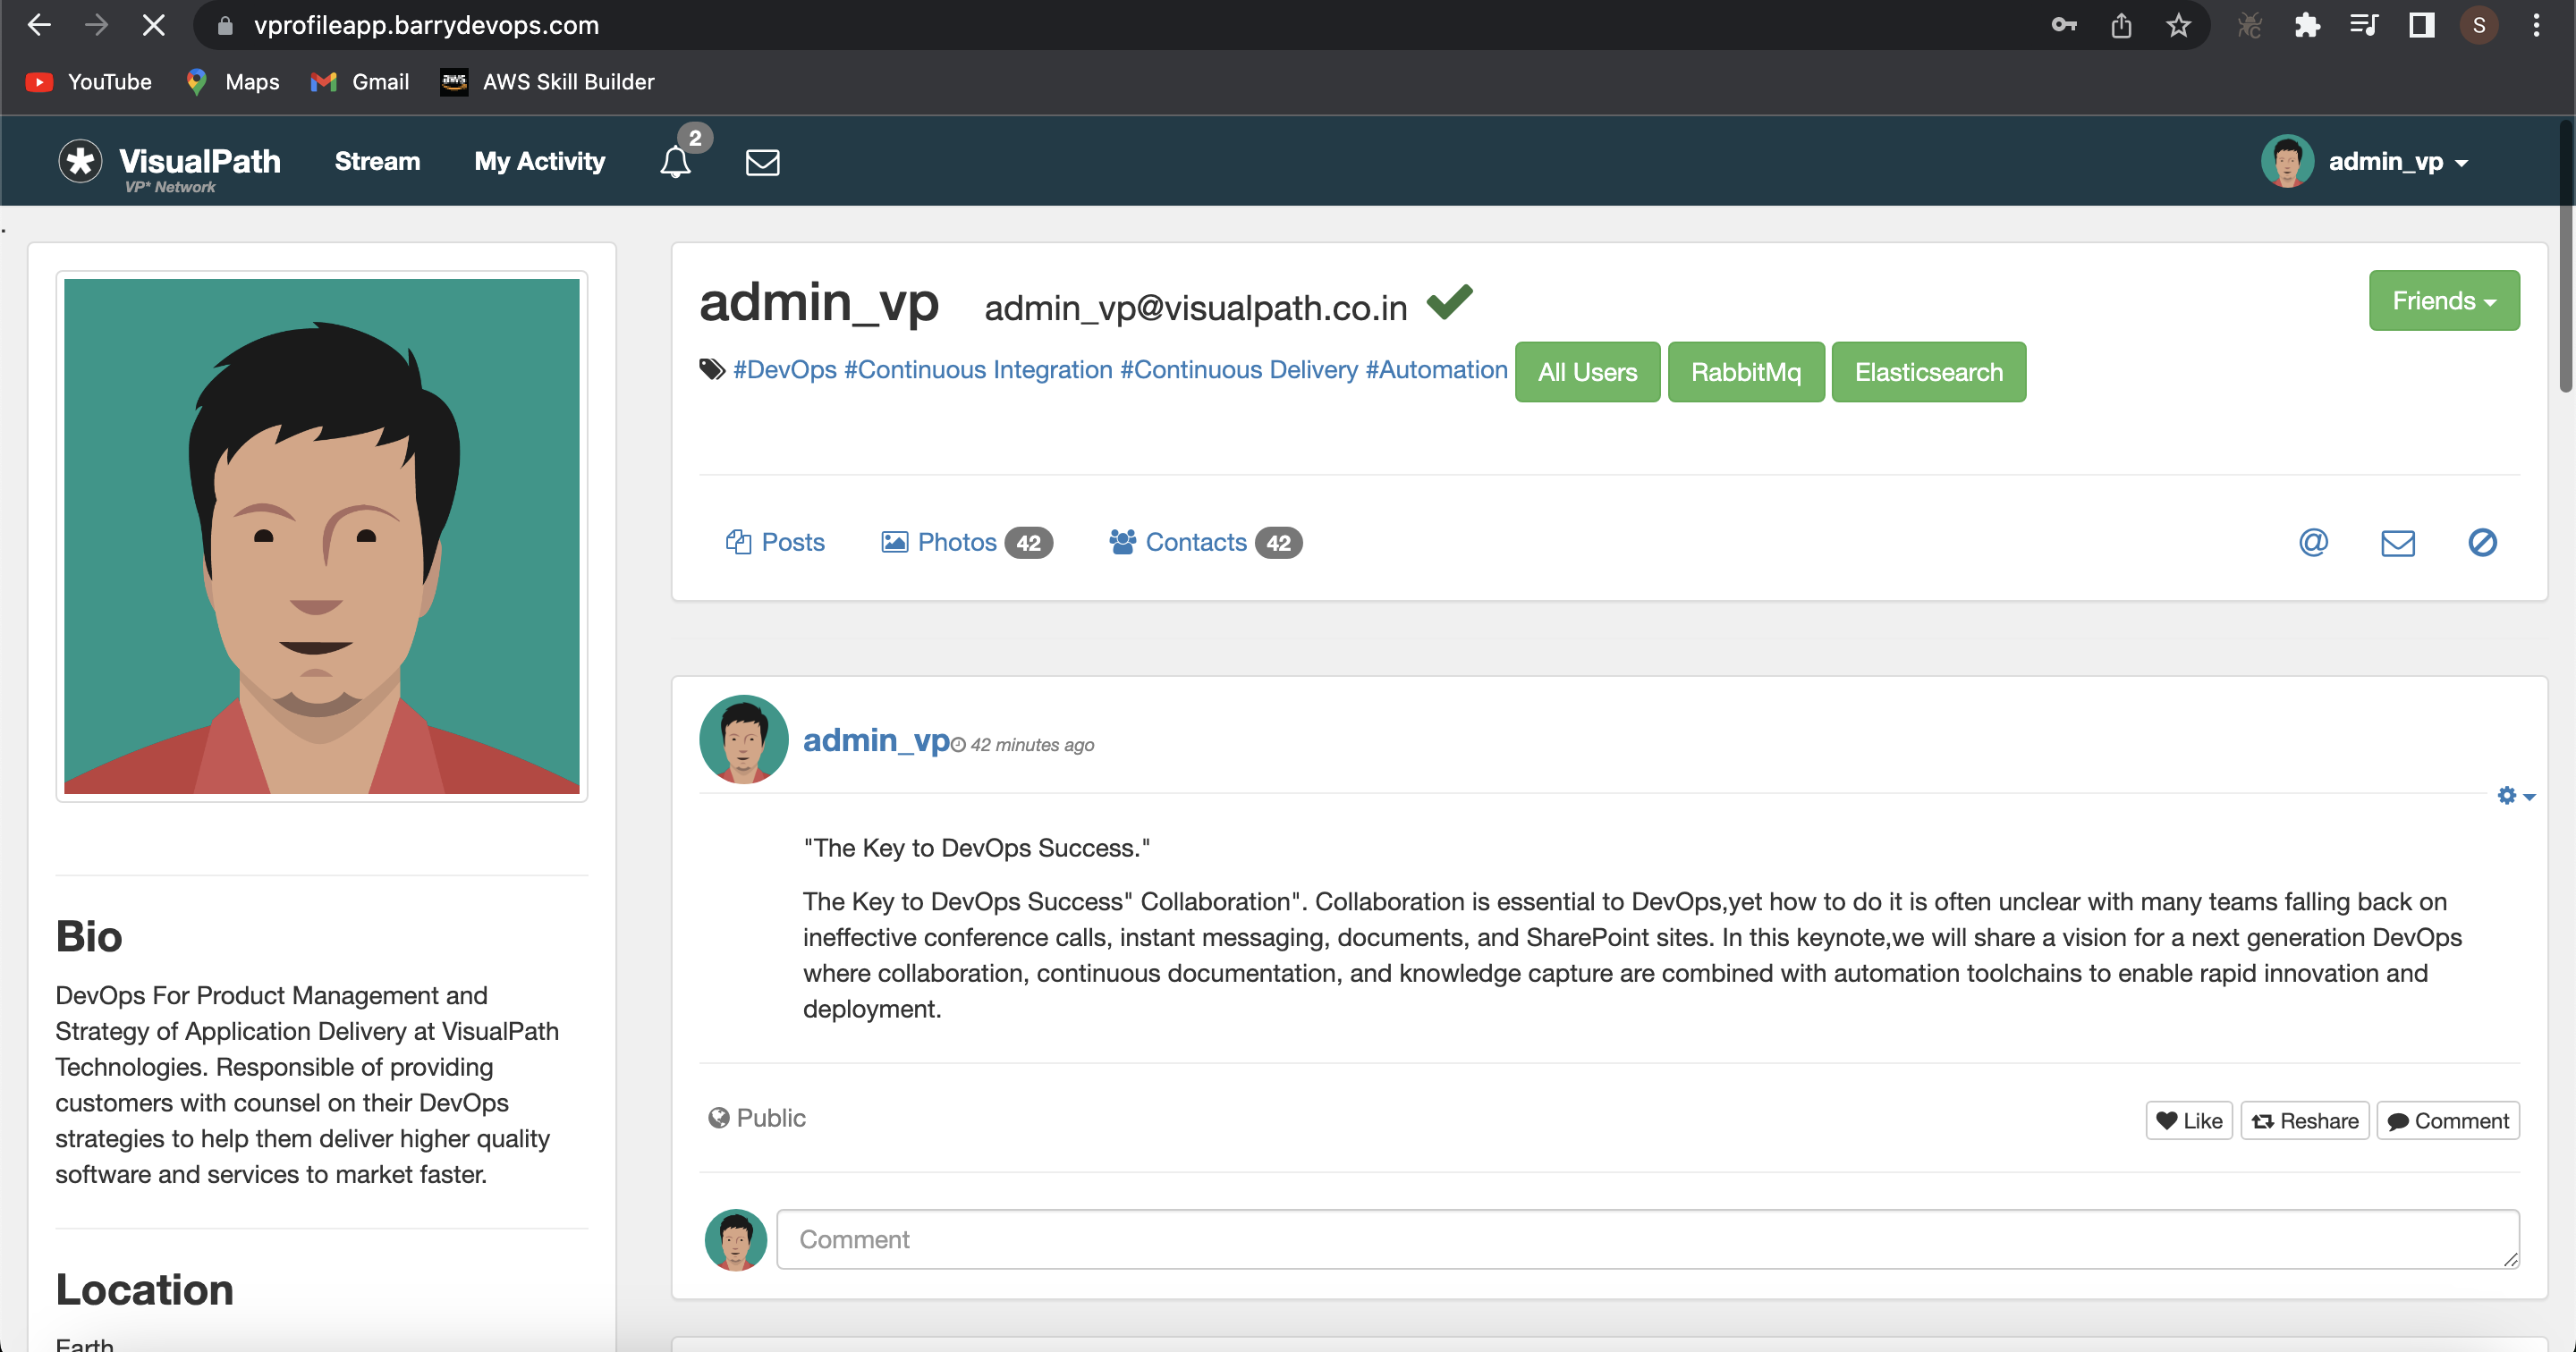 vprofileapp.barrydevops.com
S
YouTube Maps Gmail aws AWS Skill Builder
VisualPath Stream My Activity 2 admin_vp
VP* Network
.
admin_vp admin_vp@visualpath.co.in Friends
#DevOps #Continuous Integration #Continuous Delivery #Automation All Users RabbitMq Elasticsearch
Posts Photos 42 Contacts 42 @
admin_vp 42 minutes ago
"The Key to DevOps Success."
The Key to DevOps Success" Collaboration". Collaboration is essential to DevOps,yet how to do it is often unclear with many teams falling back on
ineffective conference calls, instant messaging, documents, and SharePoint sites. In this keynote,we will share a vision for a next generation DevOps
where collaboration, continuous documentation, and knowledge capture are combined with automation toolchains to enable rapid innovation and
deployment.
Public Like Reshare Comment
Comment
Bio
DevOps For Product Management and
Strategy of Application Delivery at VisualPath
Technologies. Responsible of providing
customers with counsel on their DevOps
strategies to help them deliver higher quality
software and services to market faster.
Location
Earth